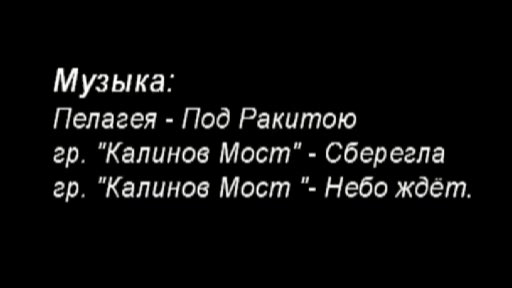 Музыка:
Пелагея - Под Ракитою
гр. "Калинов Мост" - Сберегла
гр. "Калинов Мост "- Небо ждёт.